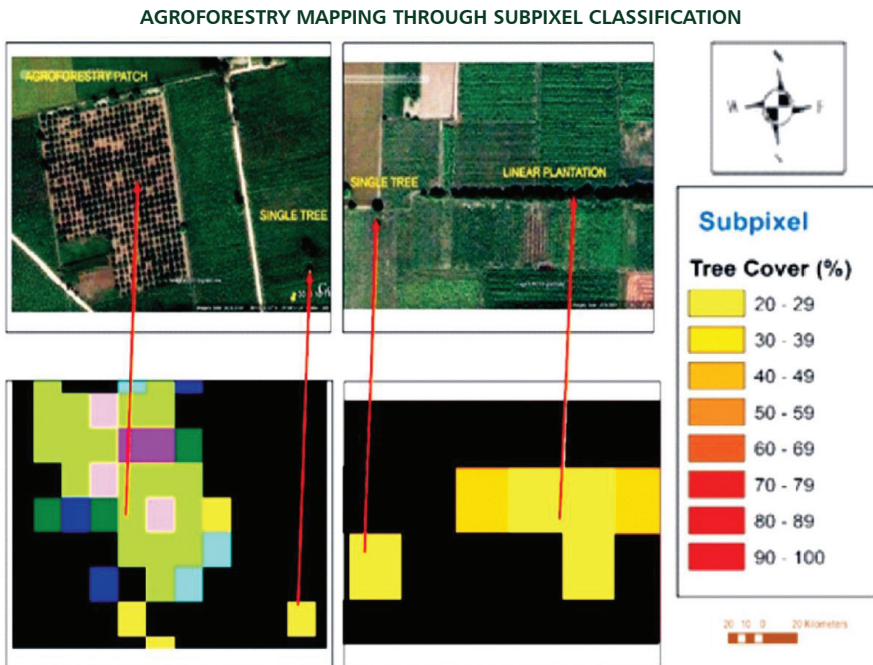 AGROFORESTRY MAPPING THROUGH SUBPIXEL CLASSIFICATION
AGROFORESTRY PATCH
SINGLE TREE
SINGLE TREE
LINEAR PLANTATION
N
W E
S
Subpixel
Tree Cover (%)
20 - 29
30 - 39
40 - 49
50 - 59
60 - 69
70 - 79
80 - 89
90 - 100
20 10 0 20 Kilometers